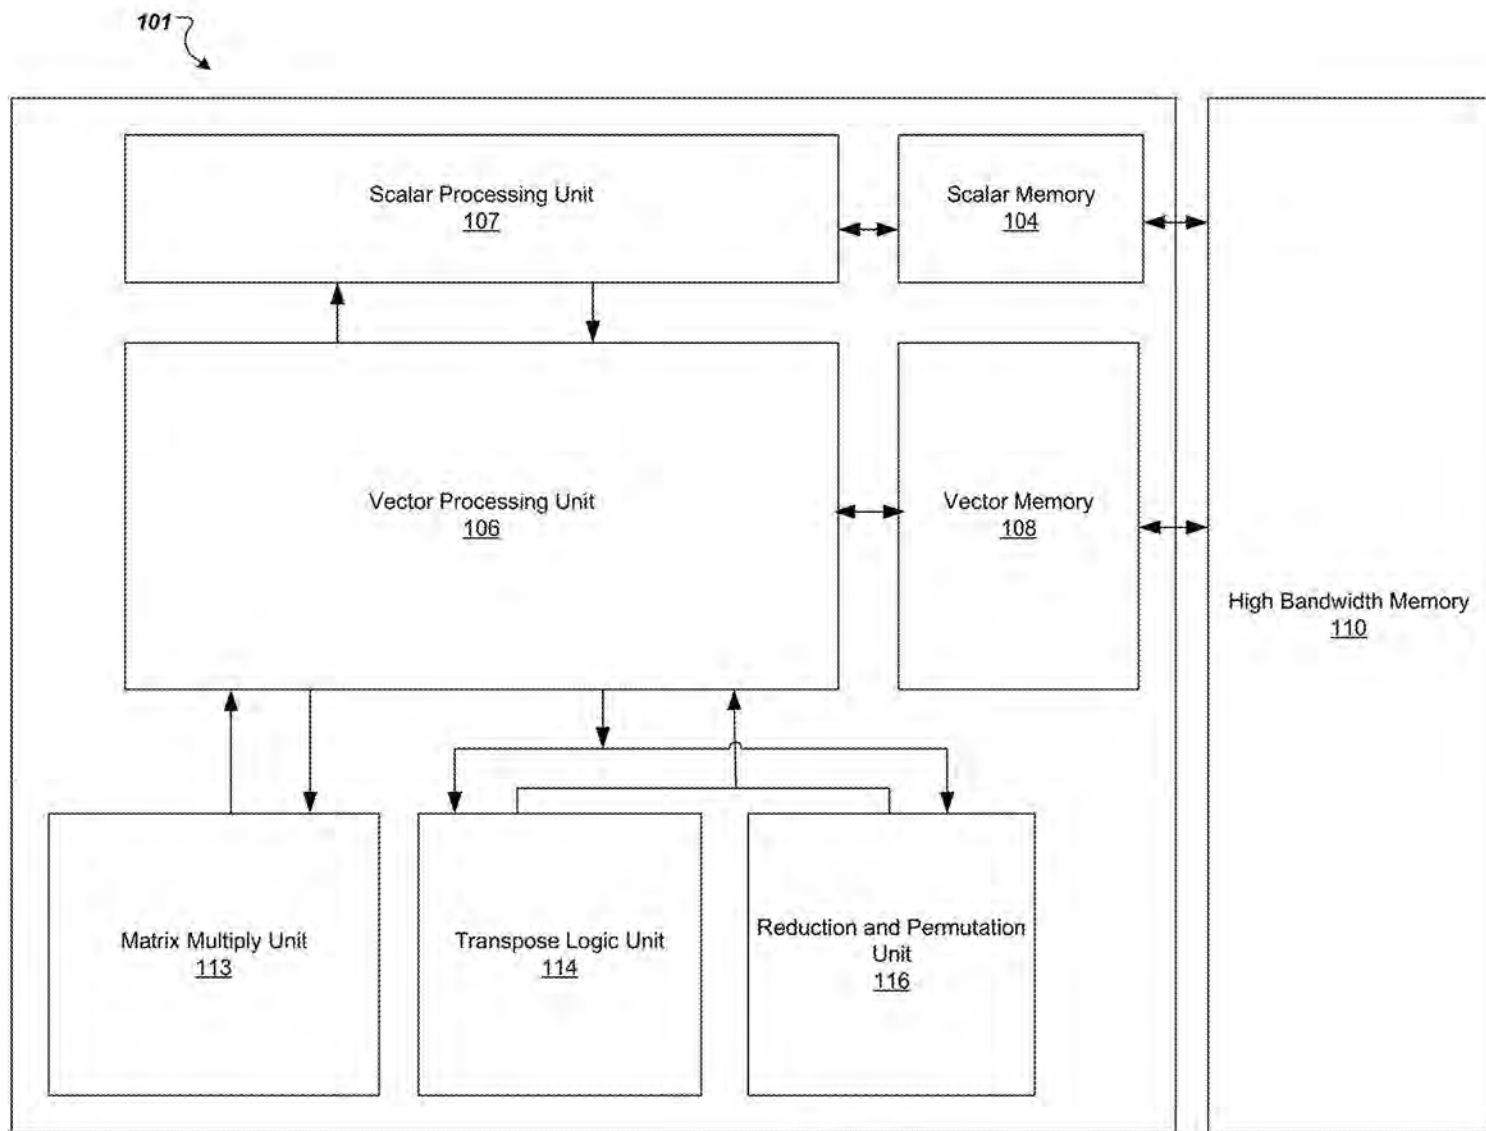 101
Scalar Processing Unit
107
Scalar Memory
104
Vector Processing Unit
106
Vector Memory
108
High Bandwidth Memory
110
Matrix Multiply Unit
113
Transpose Logic Unit
114
Reduction and Permutation
Unit
116